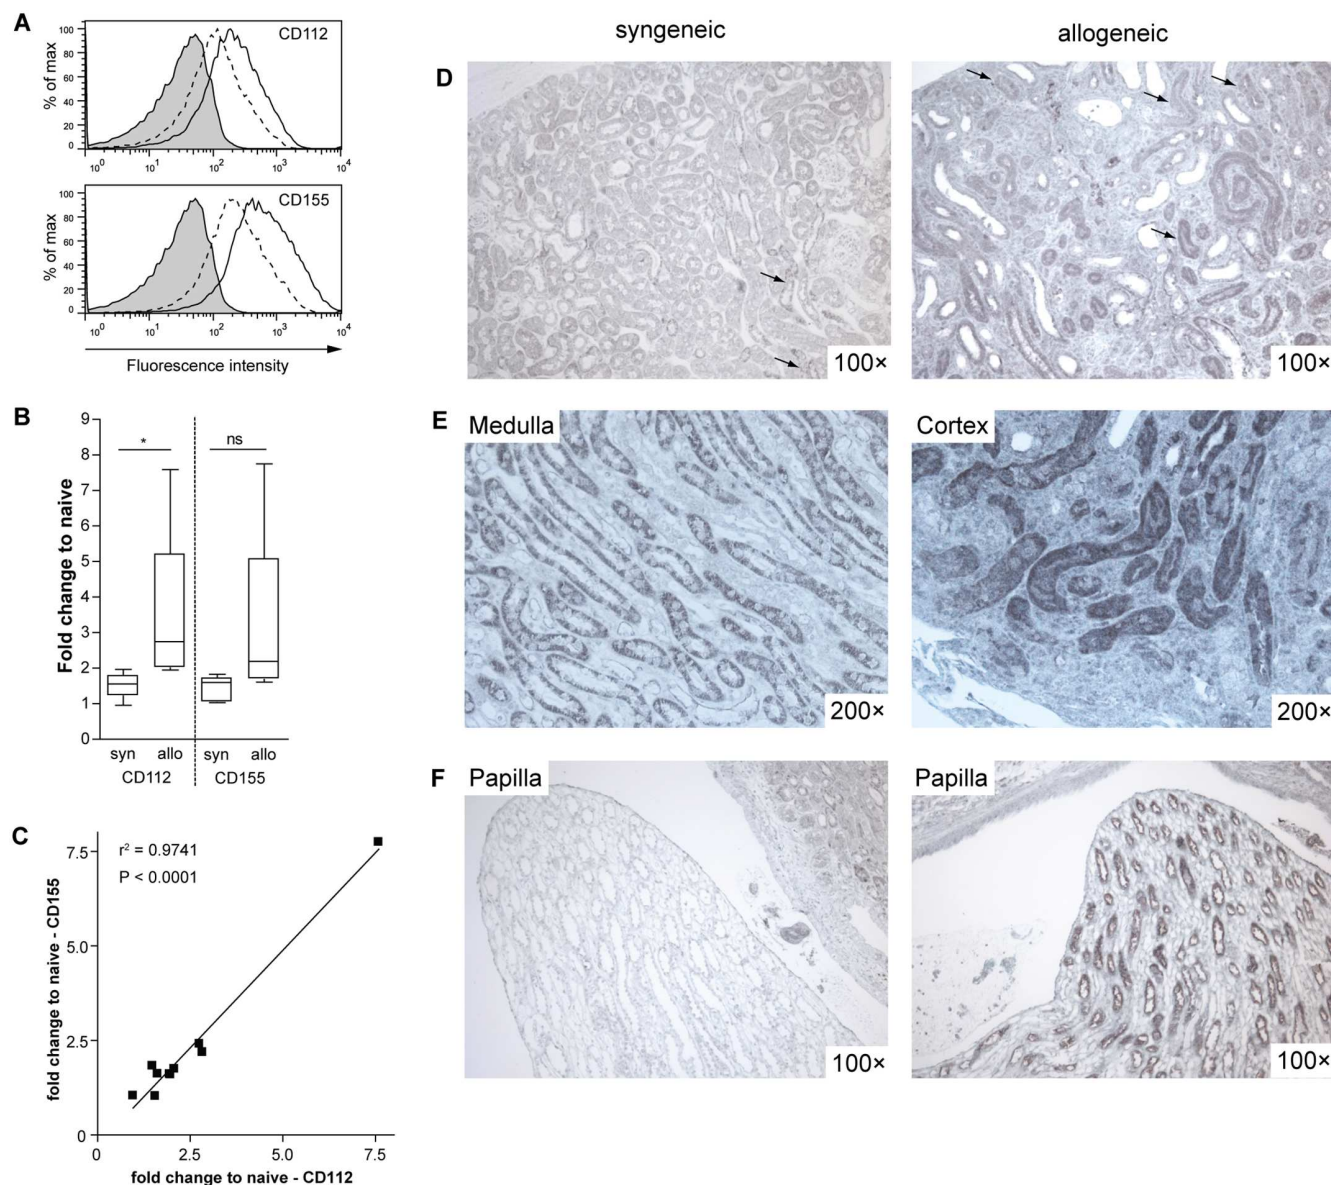 A
CD112
% of max
100
80
60
40
20
0
10⁰ 10¹ 10² 10³ 10⁴
CD155
% of max
100
80
60
40
20
0
10⁰ 10¹ 10² 10³ 10⁴
Fluorescence intensity
B
Fold change to naive
9
8
7
6
5
4
3
2
1
0
* ns
syn allo syn allo
CD112 CD155
C
r² = 0.9741
P < 0.0001
fold change to naive - CD155
7.5
5.0
2.5
0
0 2.5 5.0 7.5
fold change to naive - CD112
syngeneic allogeneic
D
100× 100×
E
Medulla Cortex
200× 200×
F
Papilla Papilla
100× 100×